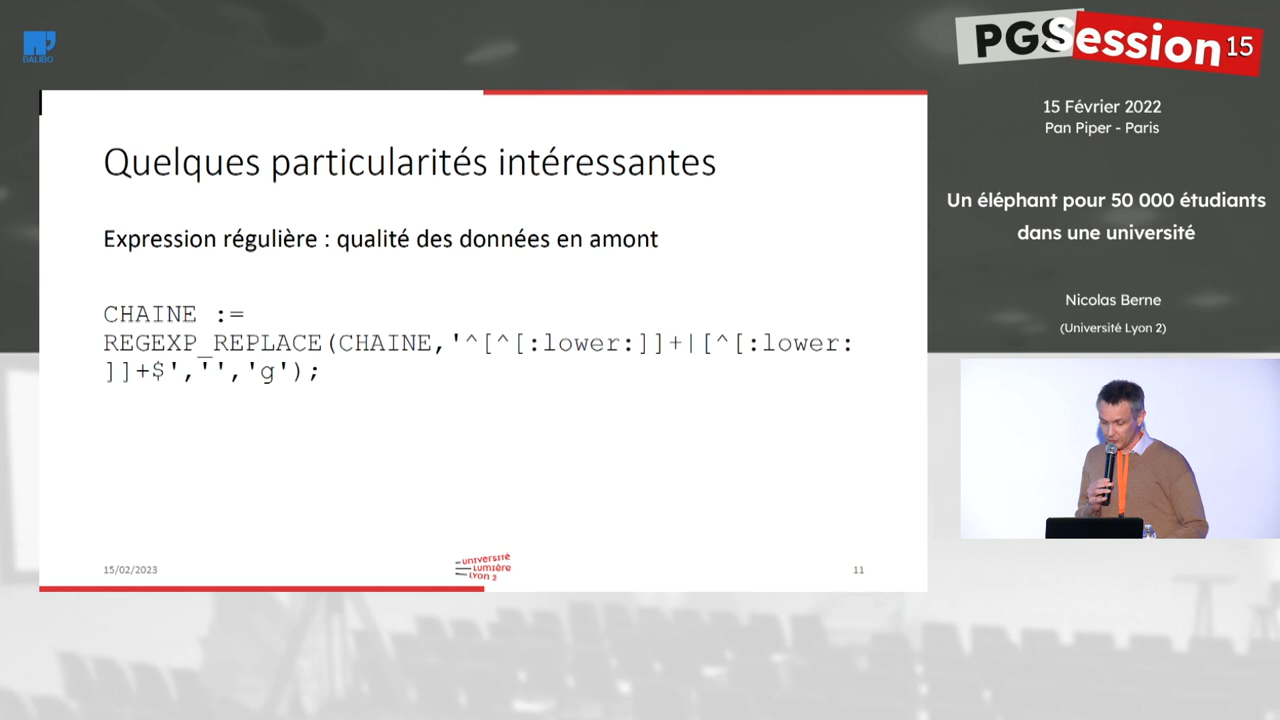 DALIBO
PGSession 15
15 Février 2022
Pan Piper - Paris
Un éléphant pour 50 000 étudiants
dans une université
Nicolas Berne
(Université Lyon 2)
Quelques particularités intéressantes
Expression régulière : qualité des données en amont
CHAINE :=
REGEXP_REPLACE(CHAINE,'^[^[:lower:]]+|[^[:lower:
]]+$','','g');
15/02/2023
université
Lumière
Lyon 2
11